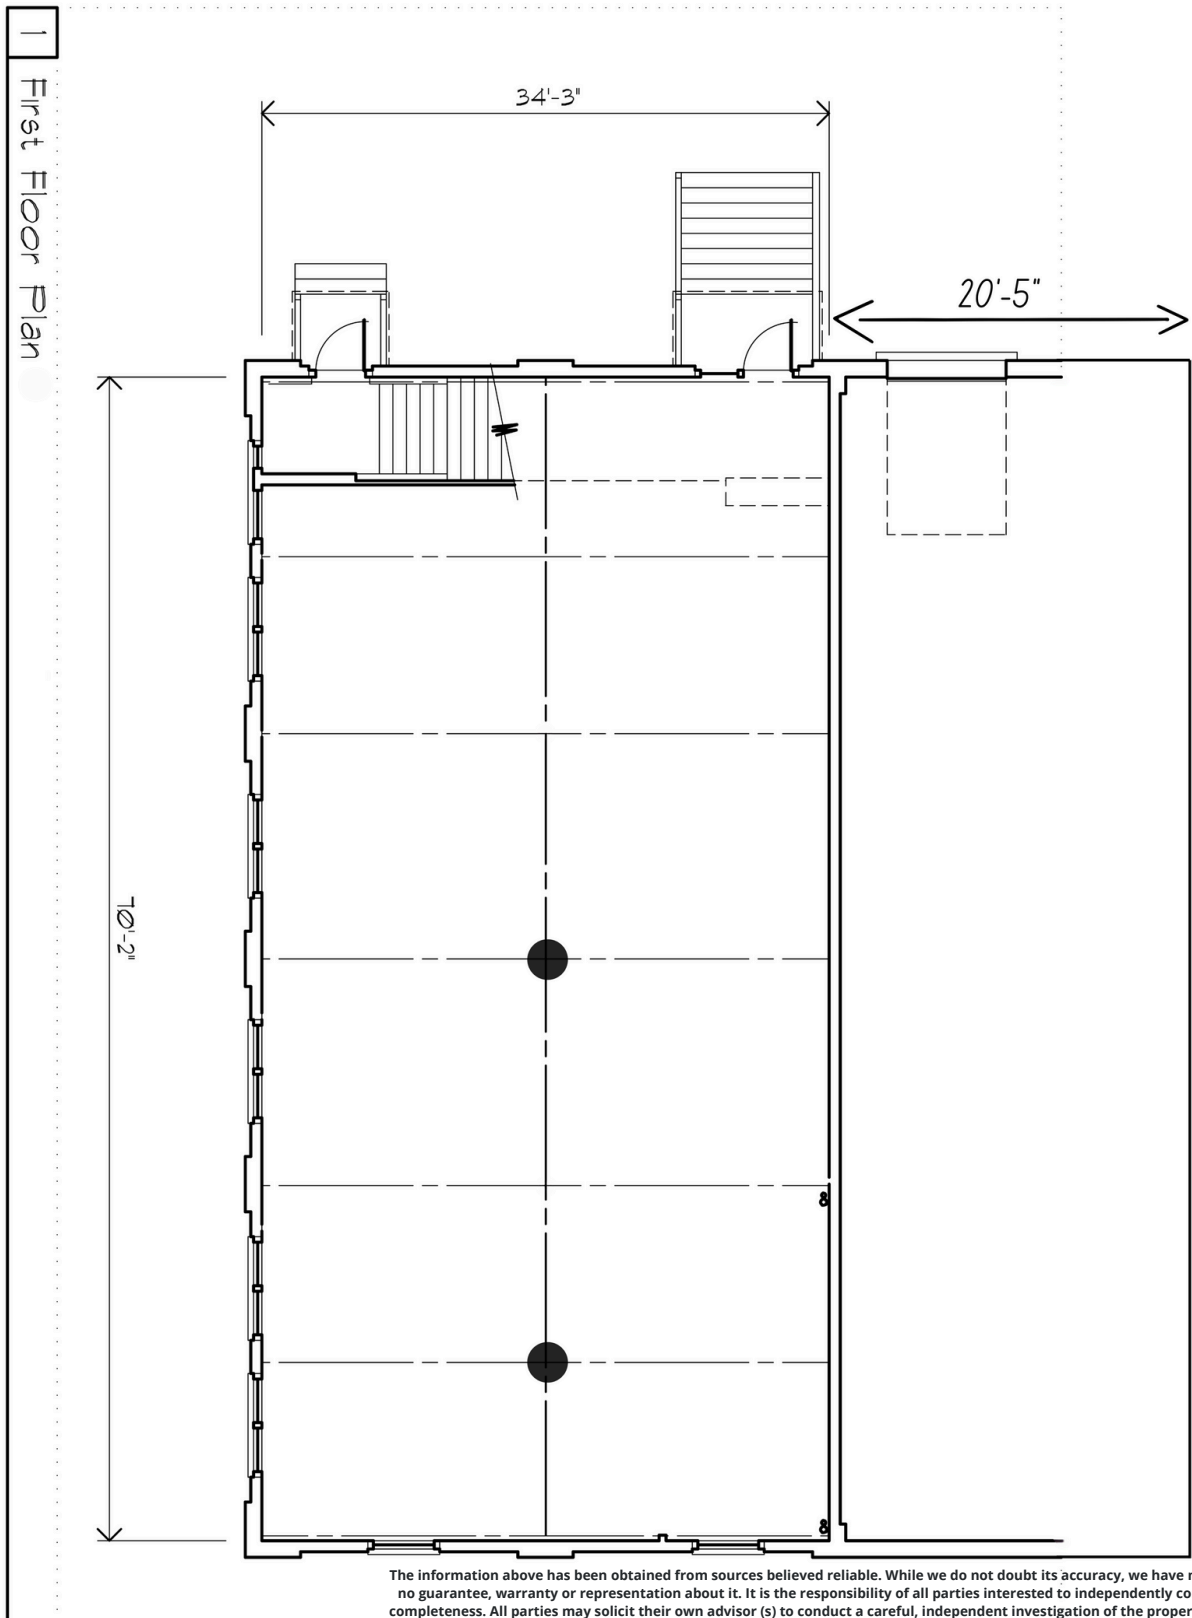 1
First Floor Plan
34'-3"
20'-5"
70'-2"
The information above has been obtained from sources believed reliable. While we do not doubt its accuracy, we have
no guarantee, warranty or representation about it. It is the responsibility of all parties interested to independently
completeness. All parties may solicit their own advisor (s) to conduct a careful, independent investigation of the